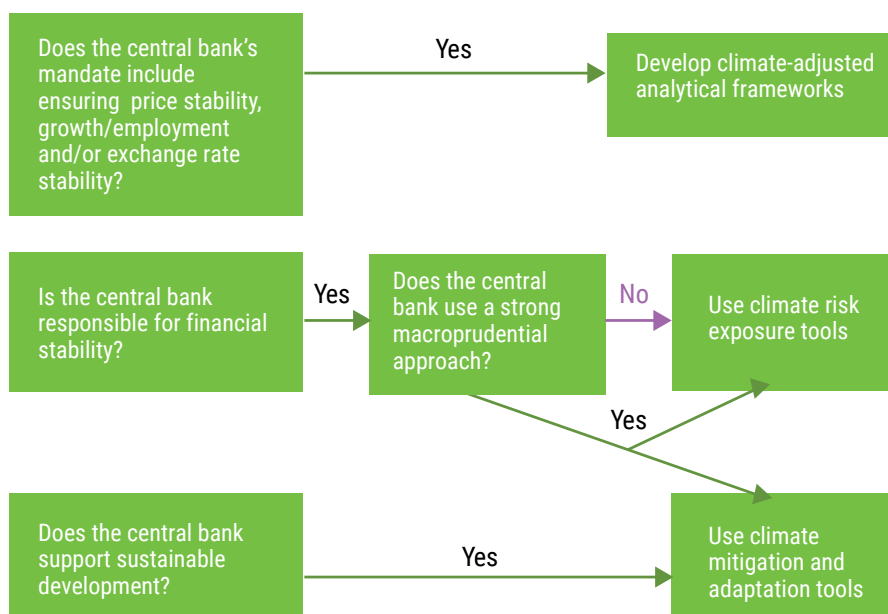 Does the central bank’s
mandate include
ensuring  price stability,
growth/employment
and/or exchange rate
stability?
Yes
Develop climate-adjusted
analytical frameworks
Is the central bank
responsible for financial
stability?
Yes
Does the central
bank use a strong
macroprudential
approach?
No
Use climate risk
exposure tools
Yes
Does the central bank
support sustainable
development?
Yes
Use climate
mitigation and
adaptation tools